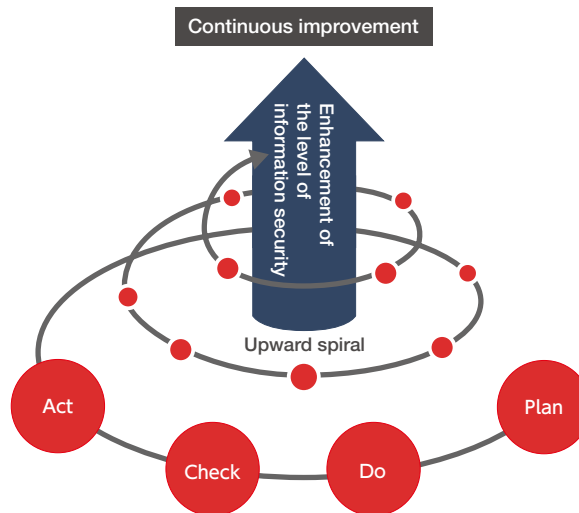 Continuous improvement
Enhancement of
the level of
information security
Upward spiral
Act
Plan
Check
Do